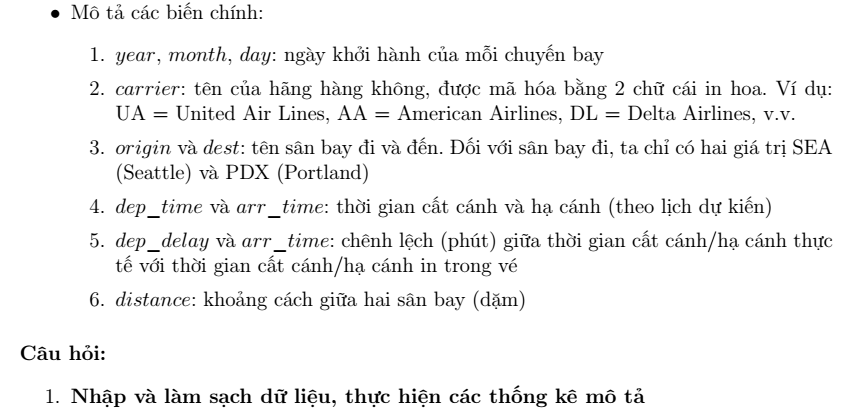 • Mô tả các biến chính:
1. year, month, day: ngày khởi hành của mỗi chuyến bay
2. carrier: tên của hãng hàng không, được mã hóa bằng 2 chữ cái in hoa. Ví dụ:
UA = United Air Lines, AA = American Airlines, DL = Delta Airlines, v.v.
3. origin và dest: tên sân bay đi và đến. Đối với sân bay đi, ta chỉ có hai giá trị SEA
(Seattle) và PDX (Portland)
4. dep_time và arr_time: thời gian cất cánh và hạ cánh (theo lịch dự kiến)
5. dep_delay và arr_time: chênh lệch (phút) giữa thời gian cất cánh/hạ cánh thực
tế với thời gian cất cánh/hạ cánh in trong vé
6. distance: khoảng cách giữa hai sân bay (dặm)
Câu hỏi:
1. Nhập và làm sạch dữ liệu, thực hiện các thống kê mô tả